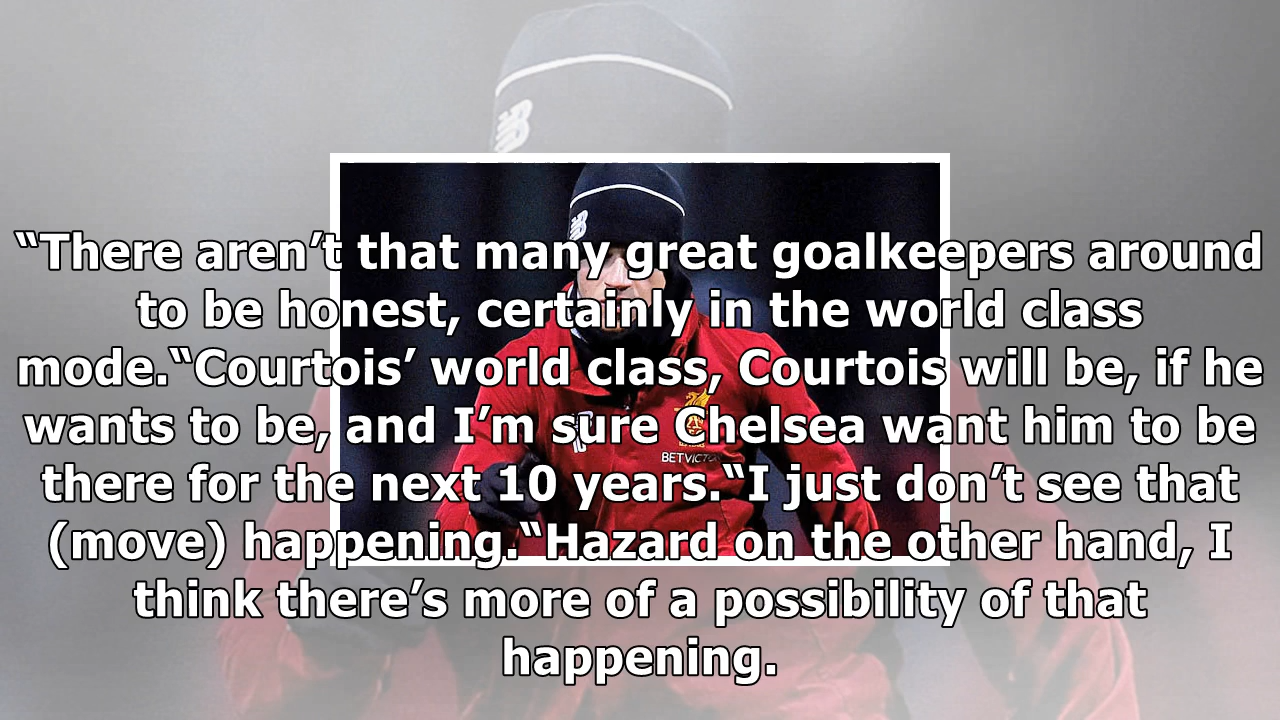 “There aren’t that many great goalkeepers around
to be honest, certainly in the world class
mode.“Courtois’ world class, Courtois will be, if he
wants to be, and I’m sure Chelsea want him to be
there for the next 10 years.“I just don’t see that
(move) happening.“Hazard on the other hand, I
think there’s more of a possibility of that
happening.
10
BETVICTOR